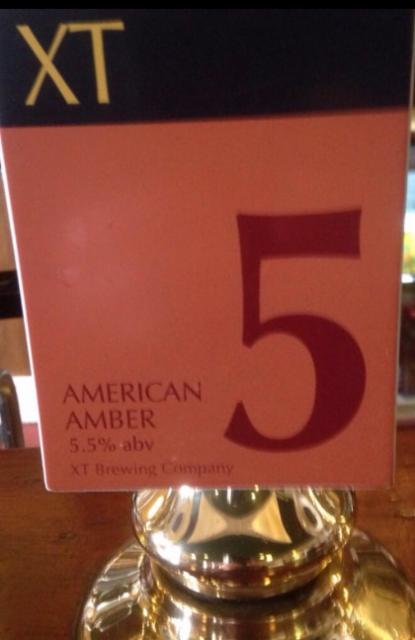 XT
5
AMERICAN
AMBER
5.5% abv
XT Brewing Company